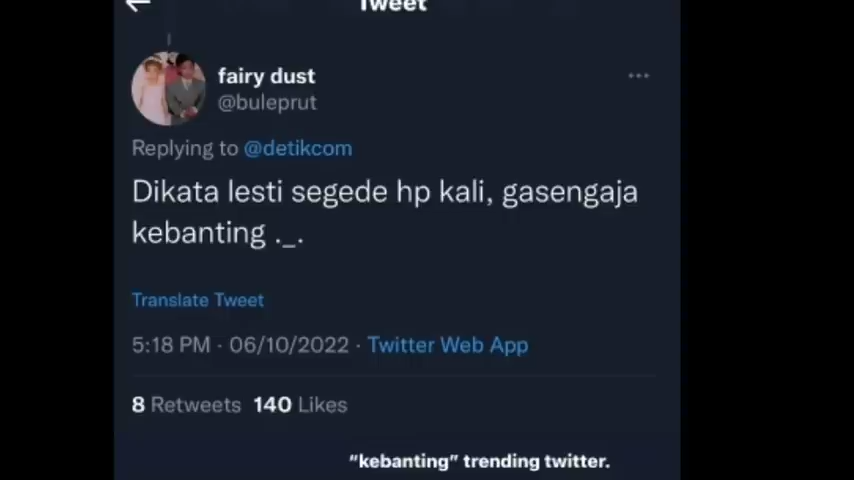 Tweet
fairy dust
@buleprut
Replying to @detikcom
Dikata lesti segede hp kali, gasengaja
kebanting ._.
Translate Tweet
5:18 PM · 06/10/2022 · Twitter Web App
8 Retweets 140 Likes
"kebanting" trending twitter.